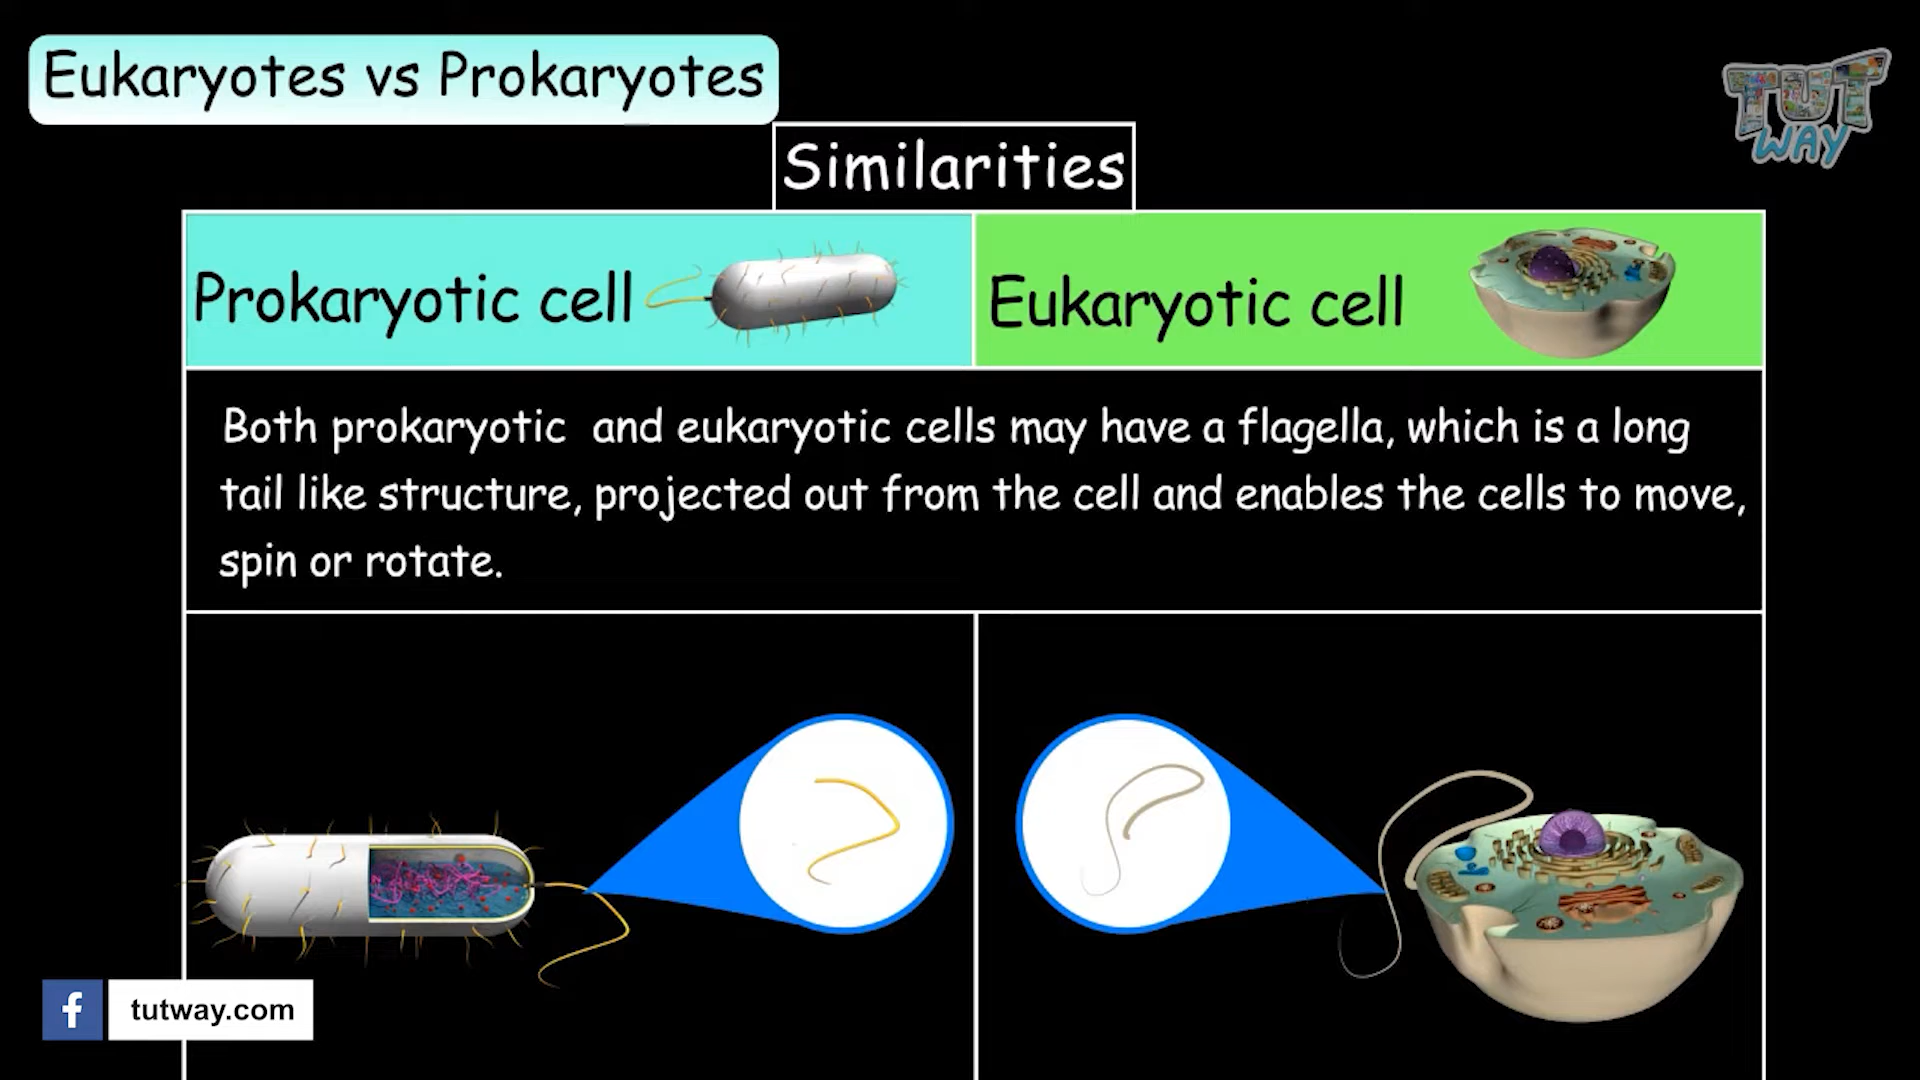 Eukaryotes vs Prokaryotes
TUT
WAY
Similarities
Prokaryotic cell
Eukaryotic cell
Both prokaryotic and eukaryotic cells may have a flagella, which is a long
tail like structure, projected out from the cell and enables the cells to move,
spin or rotate.
f
tutway.com